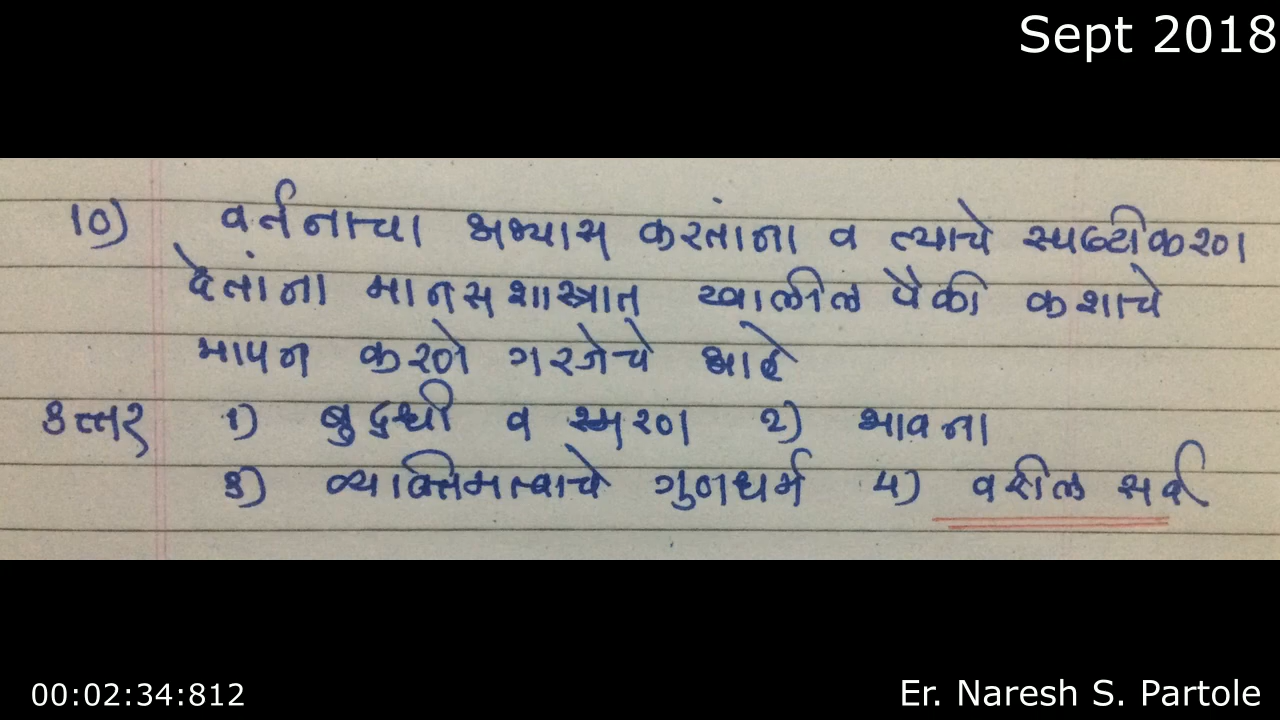 Sept 2018
10) वर्तनाचा अभ्यास करतांना व त्याचे स्पष्टीकरण
देतांना मानसशास्त्रात खालील पैकी कशाचे
मापन करणे गरजेचे आहे
उत्तर 1) बुद्धी व स्मरण 2) भावना
3) व्यक्तिमत्वाचे गुणधर्म 4) वरील सर्व
00:02:34:812
Er. Naresh S. Partole